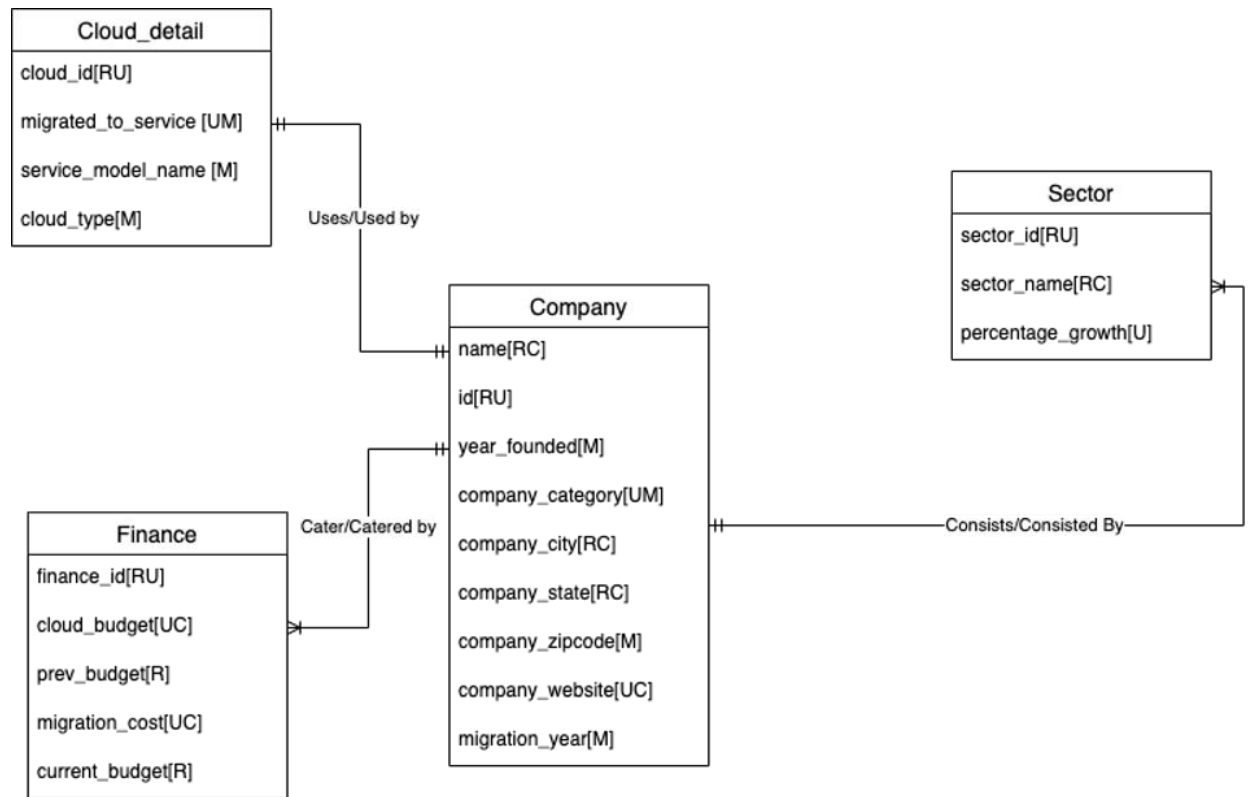 Cloud_detail
cloud_id[RU]
migrated_to_service [UM]
service_model_name [M]
cloud_type[M]
Uses/Used by
Sector
sector_id[RU]
sector_name[RC]
percentage_growth[U]
Company
name[RC]
id[RU]
year_founded[M]
company_category[UM]
company_city[RC]
company_state[RC]
company_zipcode[M]
company_website[UC]
migration_year[M]
Cater/Catered by
Consists/Consisted By
Finance
finance_id[RU]
cloud_budget[UC]
prev_budget[R]
migration_cost[UC]
current_budget[R]